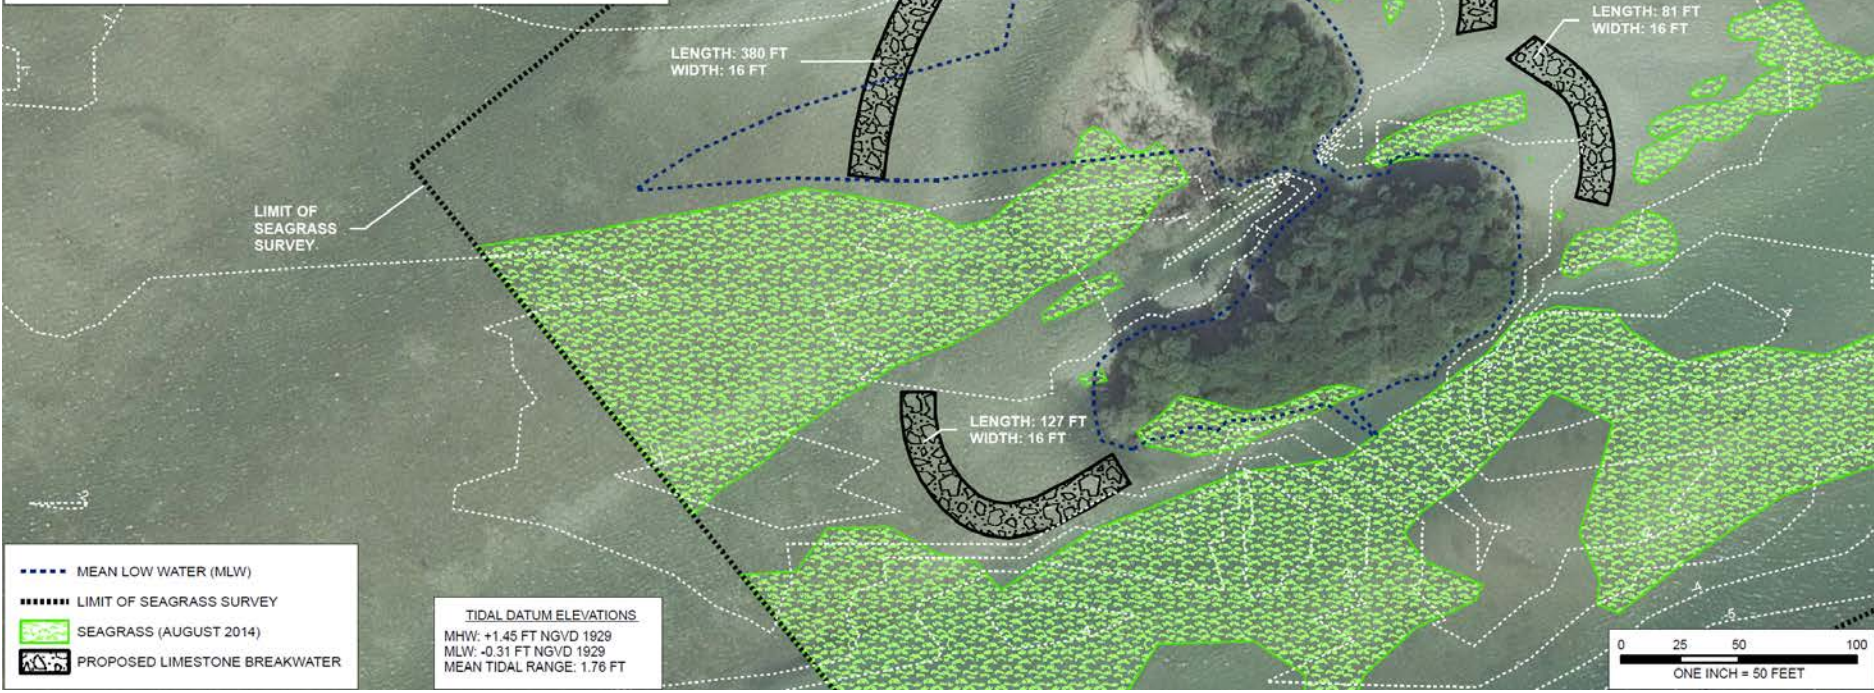 LENGTH: 380 FT
WIDTH: 16 FT
LENGTH: 81 FT
WIDTH: 16 FT
LIMIT OF
SEAGRASS
SURVEY
LENGTH: 127 FT
WIDTH: 16 FT
-3
-4
-5
MEAN LOW WATER (MLW)
LIMIT OF SEAGRASS SURVEY
SEAGRASS (AUGUST 2014)
PROPOSED LIMESTONE BREAKWATER
TIDAL DATUM ELEVATIONS
MHW: +1.45 FT NGVD 1929
MLW: -0.31 FT NGVD 1929
MEAN TIDAL RANGE: 1.76 FT
0 25 50 100
ONE INCH = 50 FEET